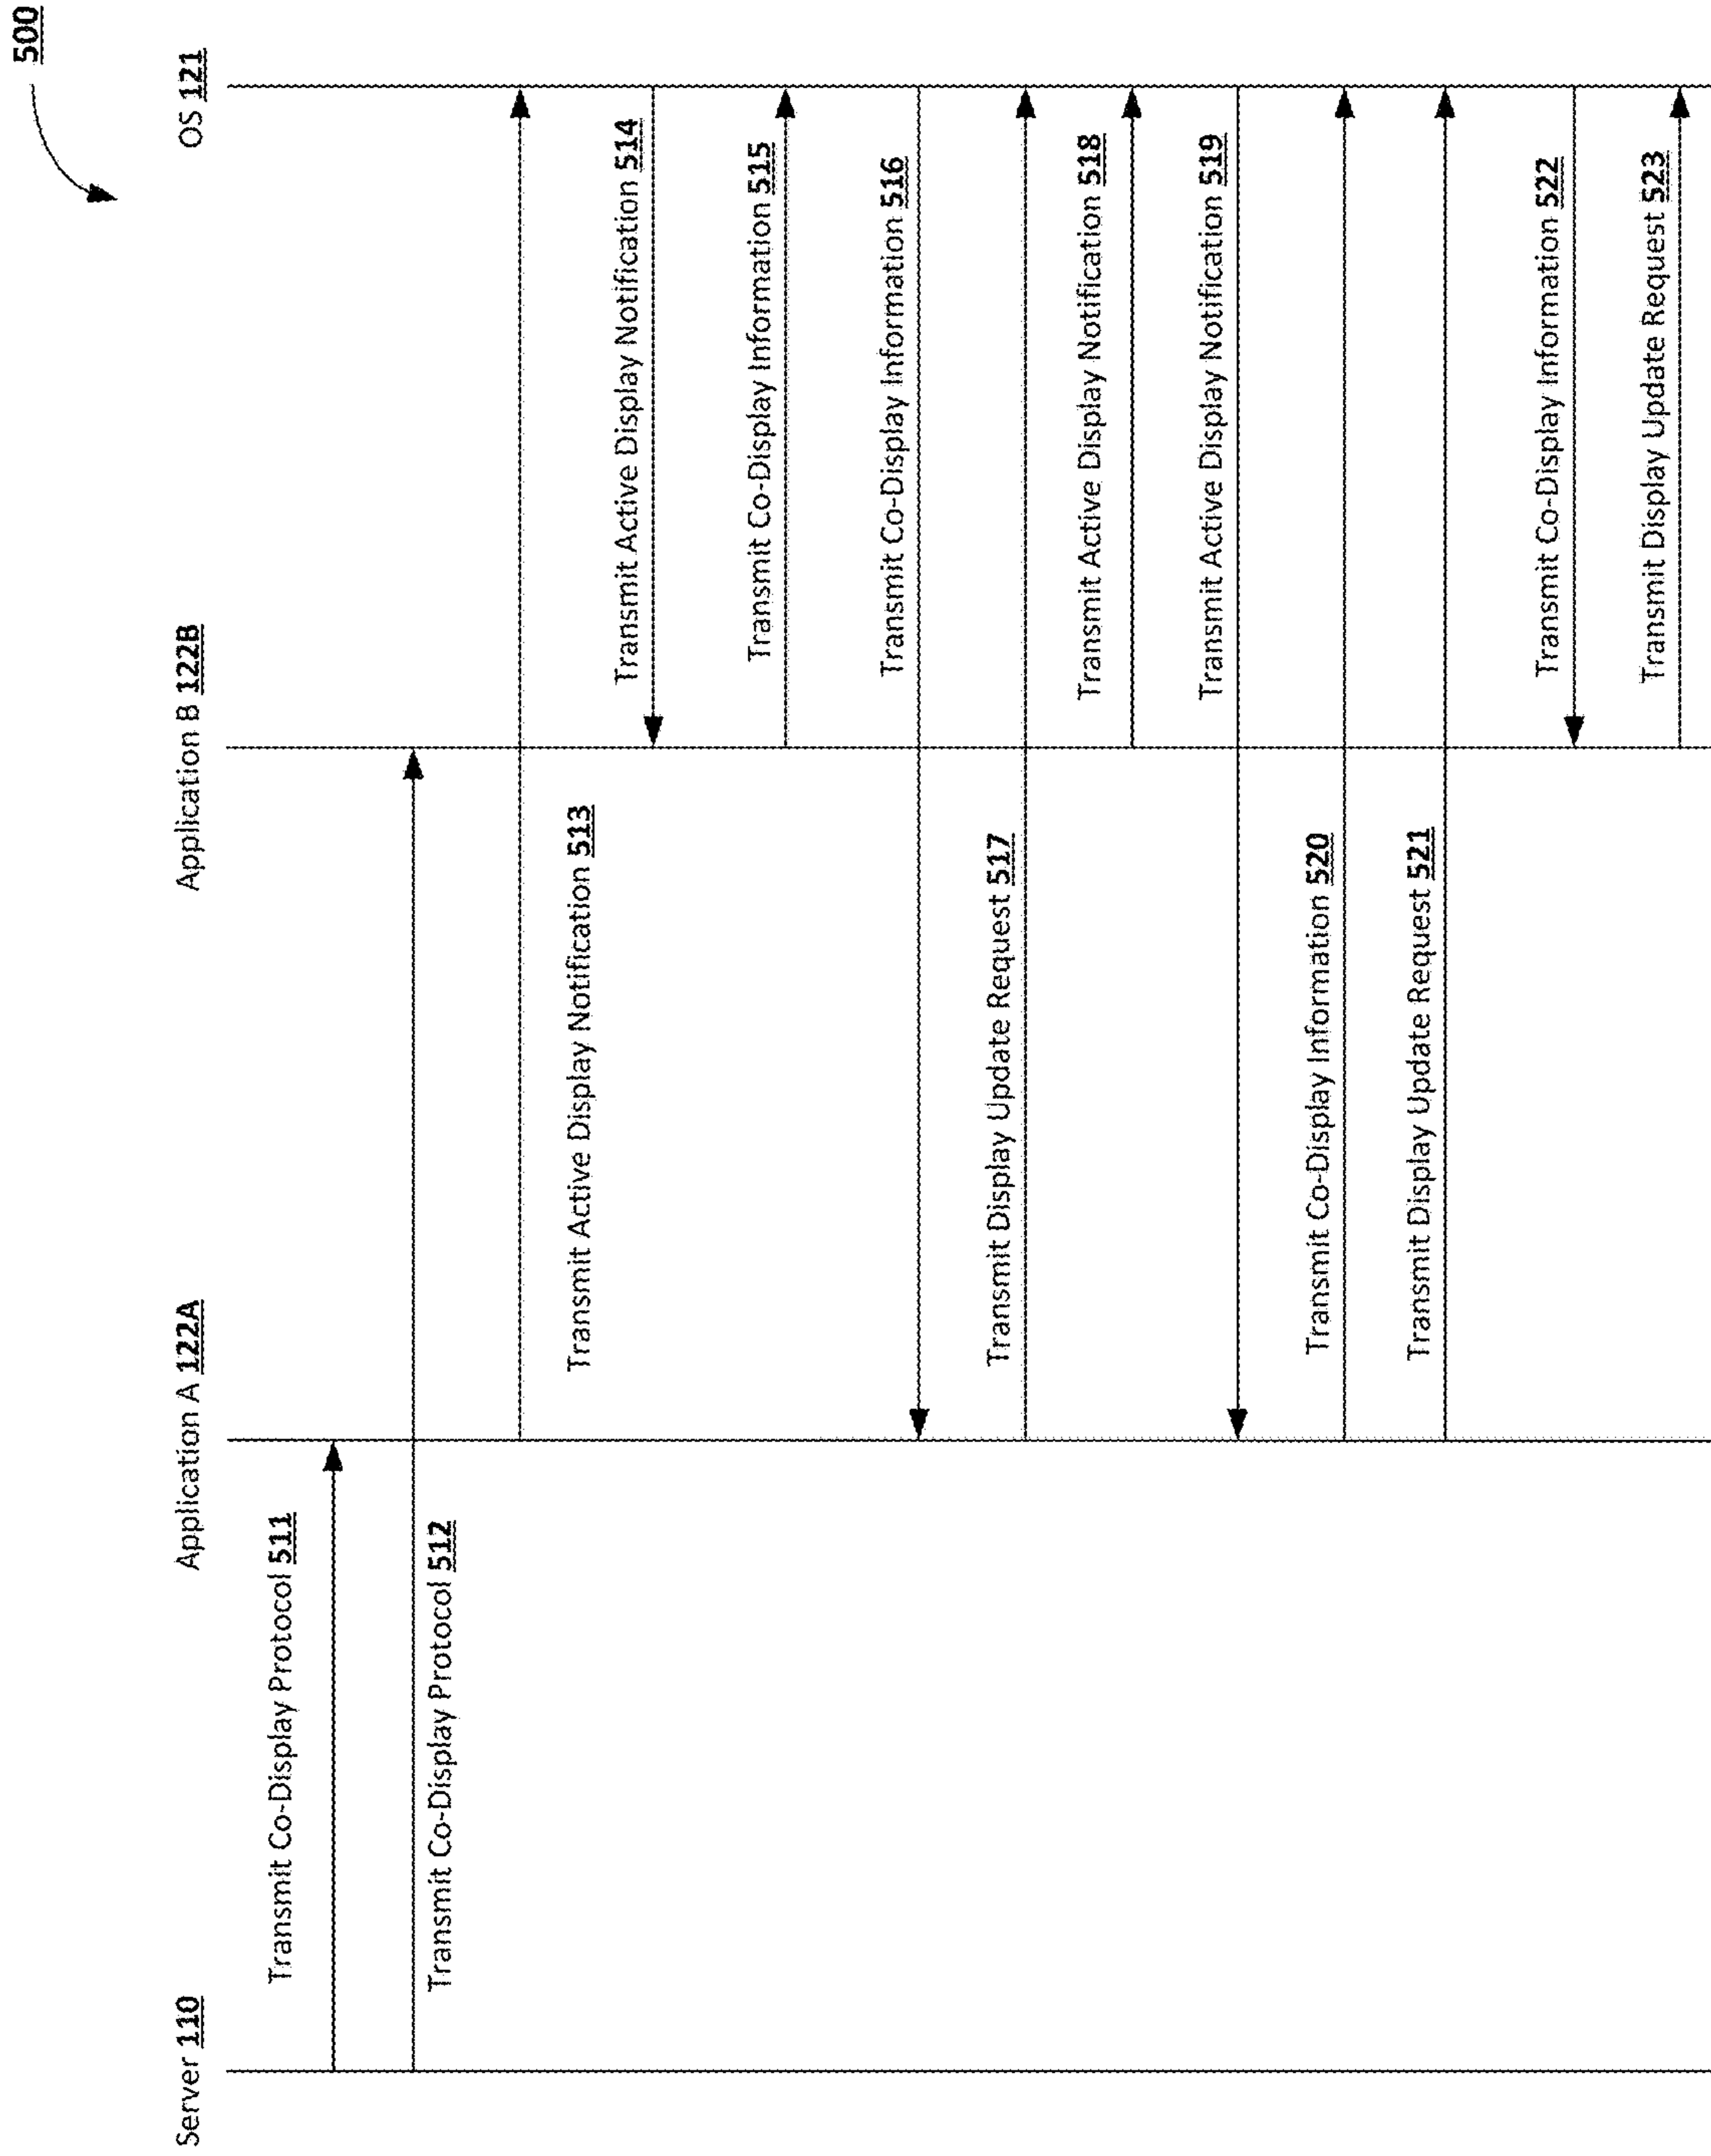 500
Server 110
Application A 122A
Application B 122B
OS 121
Transmit Co-Display Protocol 511
Transmit Co-Display Protocol 512
Transmit Active Display Notification 513
Transmit Active Display Notification 514
Transmit Co-Display Information 515
Transmit Co-Display Information 516
Transmit Display Update Request 517
Transmit Active Display Notification 518
Transmit Active Display Notification 519
Transmit Co-Display Information 520
Transmit Display Update Request 521
Transmit Co-Display Information 522
Transmit Display Update Request 523